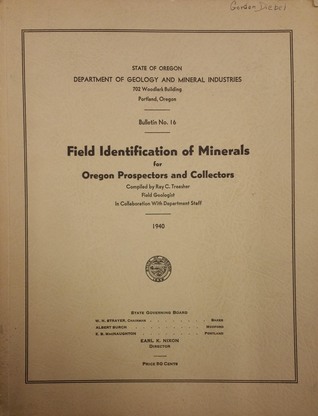 STATE OF OREGON
DEPARTMENT OF GEOLOGY AND MINERAL INDUSTRIES
702 Woodlark Building
Portland, Oregon
Bulletin No. 16
Field Identification of Minerals
for
Oregon Prospectors and Collectors
Compiled by Ray C. Treasher
Field Geologist
In Collaboration With Department Staff
1940
STATE GOVERNING BOARD
W. H. STRAYER, CHAIRMAN . . . . . . . . BAKER
ALBERT BURCH . . . . . . . . MEDFORD
E. B. MACNAUGHTON . . . . . . . . PORTLAND
EARL K. NIXON
DIRECTOR
PRICE 40 CENTS